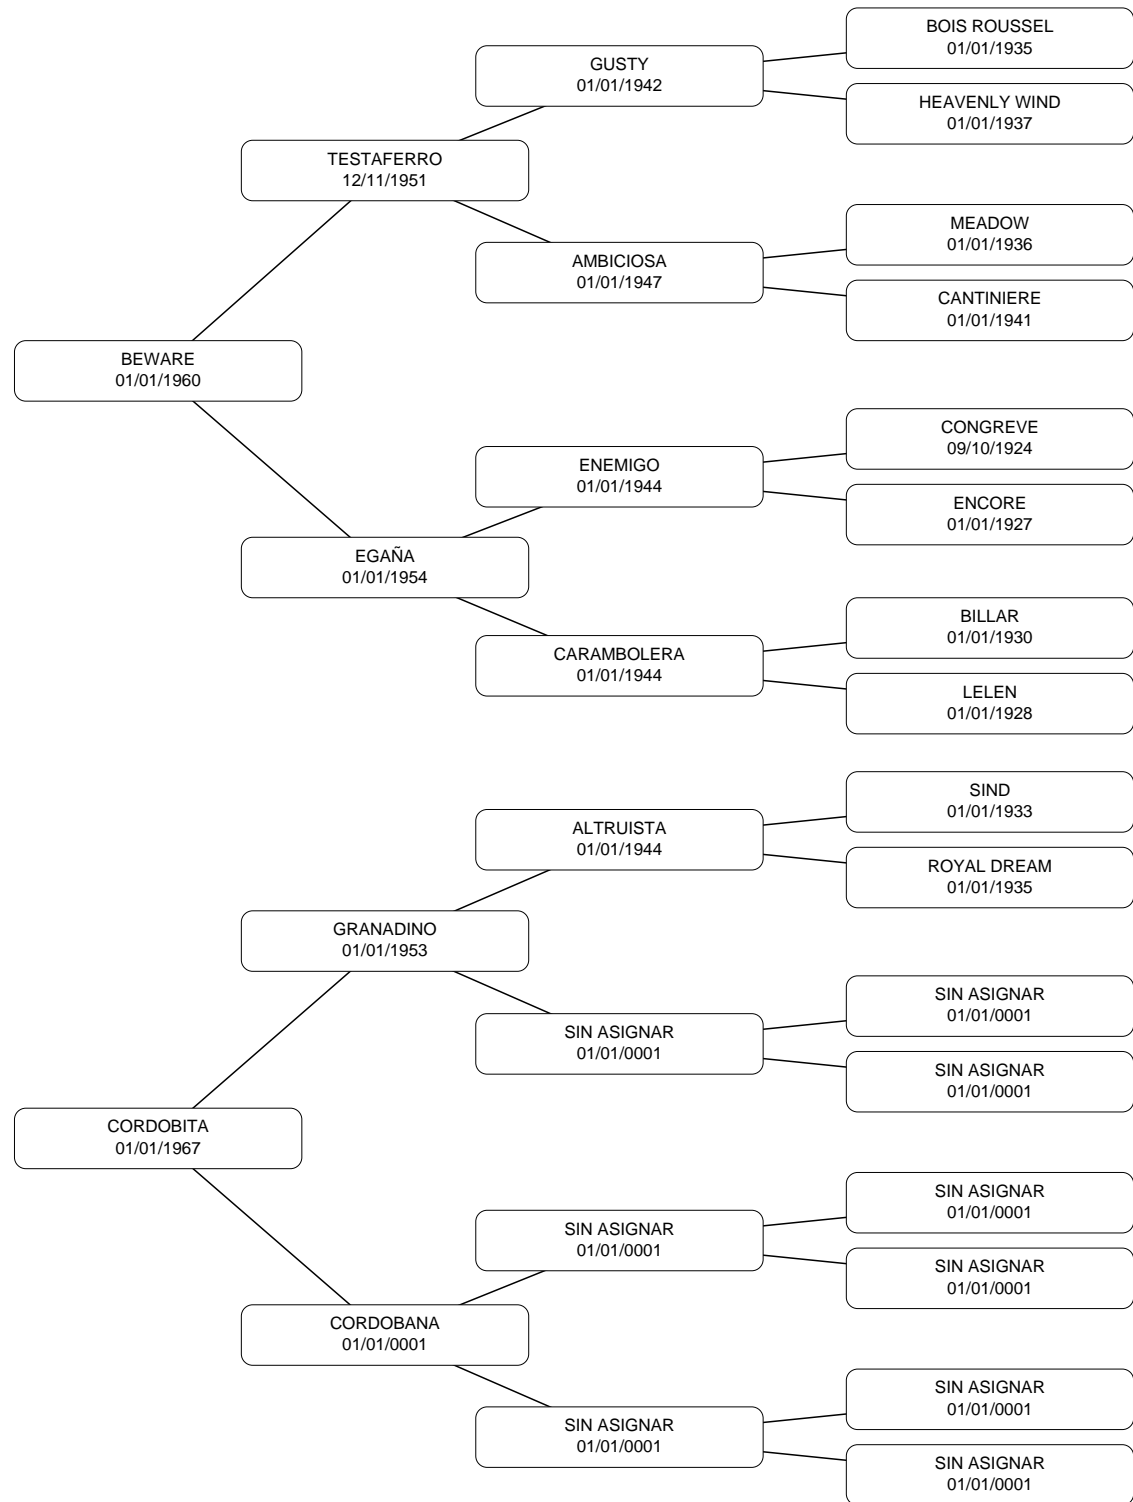 BOIS ROUSSEL
01/01/1935
GUSTY
01/01/1942
HEAVENLY WIND
01/01/1937
TESTAFERRO
12/11/1951
MEADOW
01/01/1936
AMBICIOSA
01/01/1947
CANTINIERE
01/01/1941
BEWARE
01/01/1960
CONGREVE
09/10/1924
ENEMIGO
01/01/1944
ENCORE
01/01/1927
EGAÑA
01/01/1954
BILLAR
01/01/1930
CARAMBOLERA
01/01/1944
LELEN
01/01/1928
SIND
01/01/1933
ALTRUISTA
01/01/1944
ROYAL DREAM
01/01/1935
GRANADINO
01/01/1953
SIN ASIGNAR
01/01/0001
SIN ASIGNAR
01/01/0001
SIN ASIGNAR
01/01/0001
CORDOBITA
01/01/1967
SIN ASIGNAR
01/01/0001
SIN ASIGNAR
01/01/0001
SIN ASIGNAR
01/01/0001
CORDOBANA
01/01/0001
SIN ASIGNAR
01/01/0001
SIN ASIGNAR
01/01/0001
SIN ASIGNAR
01/01/0001